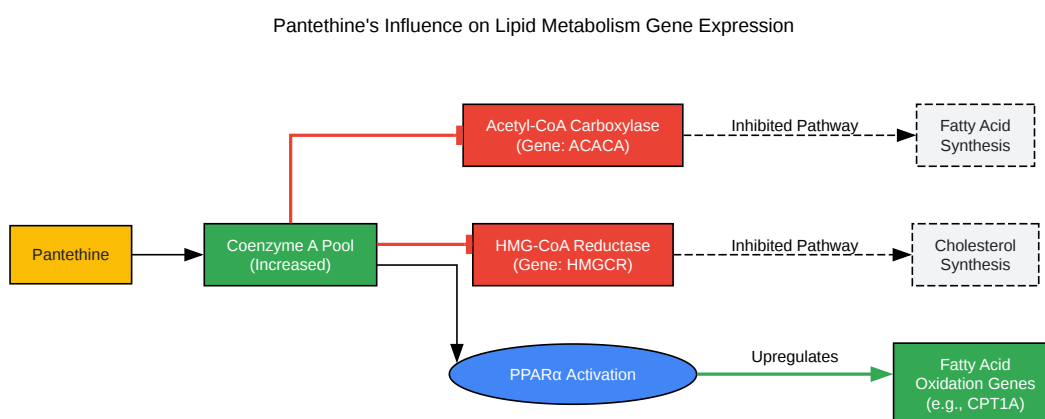 Pantethine's Influence on Lipid Metabolism Gene Expression
Acetyl-CoA Carboxylase
(Gene: ACACA)
Inhibited Pathway
Fatty Acid
Synthesis
Pantethine
Coenzyme A Pool
(Increased)
HMG-CoA Reductase
(Gene: HMGCR)
Inhibited Pathway
Cholesterol
Synthesis
PPARα Activation
Upregulates
Fatty Acid
Oxidation Genes
(e.g., CPT1A)